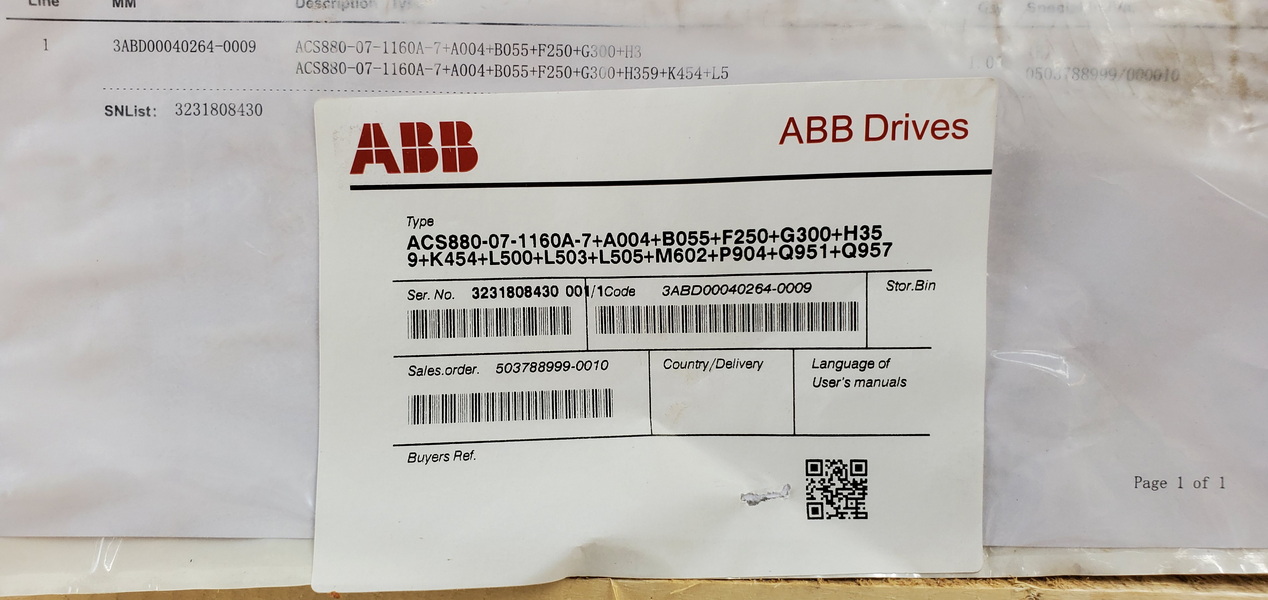 Line MM Description Type
1 3ABD00040264-0009 ACS880-07-1160A-7+A004+B055+F250+G300+H3
ACS880-07-1160A-7+A004+B055+F250+G300+H359+K454+L5
0503788999/000010
SNList: 3231808430
ABB ABB Drives
Type
ACS880-07-1160A-7+A004+B055+F250+G300+H35
9+K454+L500+L503+L505+M602+P904+Q951+Q957
Ser. No. 3231808430 001/1 Code 3ABD00040264-0009 Stor.Bin
Sales.order. 503788999-0010 Country/Delivery Language of
User's manuals
Buyers Ref.
Page 1 of 1